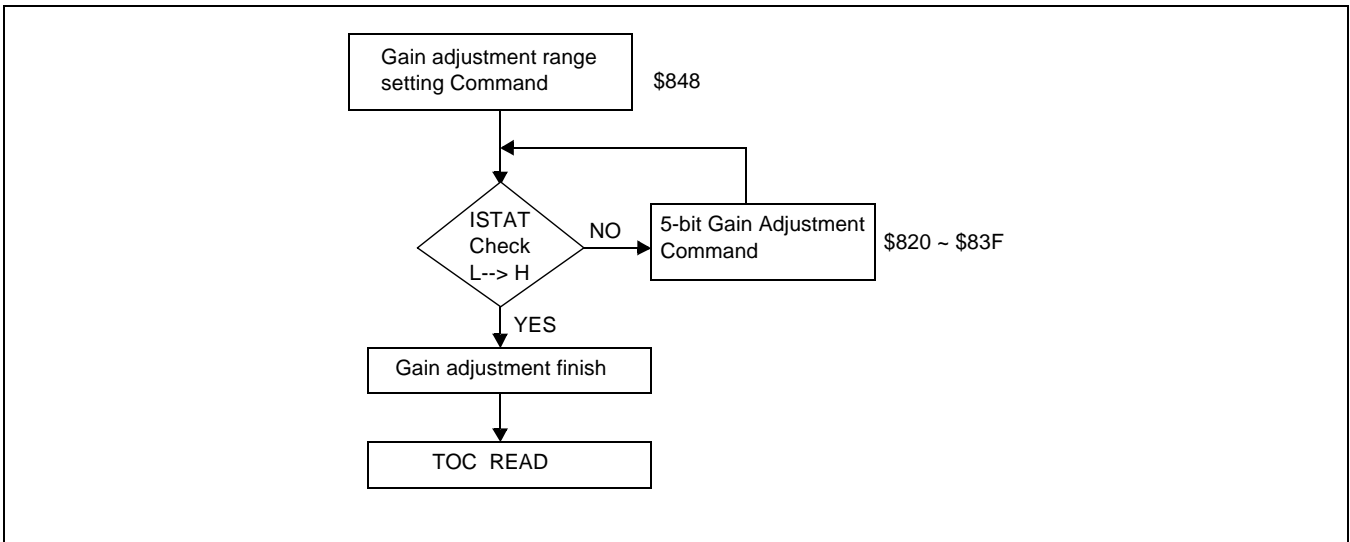 Gain adjustment range
setting Command
$848
ISTAT
Check
L--> H
NO
5-bit Gain Adjustment
Command
$820 ~ $83F
YES
Gain adjustment finish
TOC READ